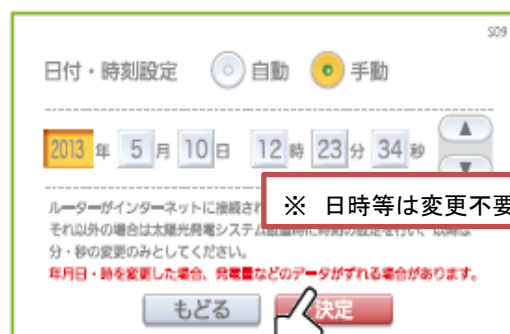 S09
日付・時刻設定 自動 手動
2013 年 5 月 10 日 12 時 23 分 34 秒
※ 日時等は変更不要
ルーターがインターネットに接続され
それ以外の場合は太陽光発電システム設置時に時刻の設定を行い、以降は
分・秒の変更のみとしてください。
年月日・時を変更した場合、発電量などのデータがずれる場合があります。
もどる 決定